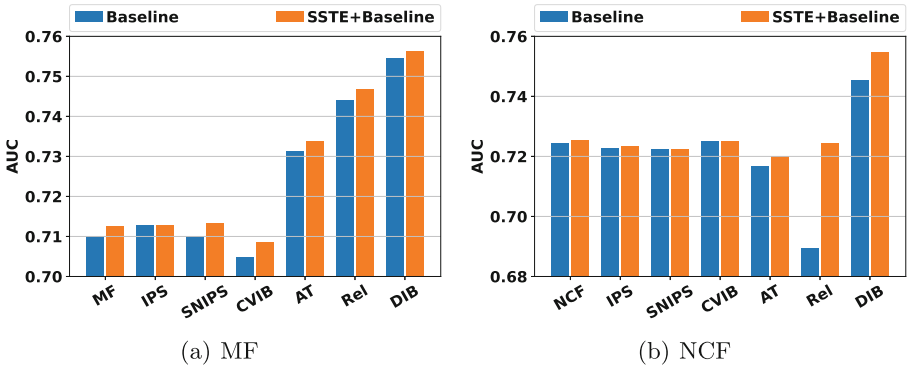 Baseline SSTE+Baseline
AUC
0.76
0.75
0.74
0.73
0.72
0.71
0.70
MF IPS SNIPS CVIB AT Rel DIB
(a) MF
Baseline SSTE+Baseline
AUC
0.76
0.74
0.72
0.70
0.68
NCF IPS SNIPS CVIB AT Rel DIB
(b) NCF